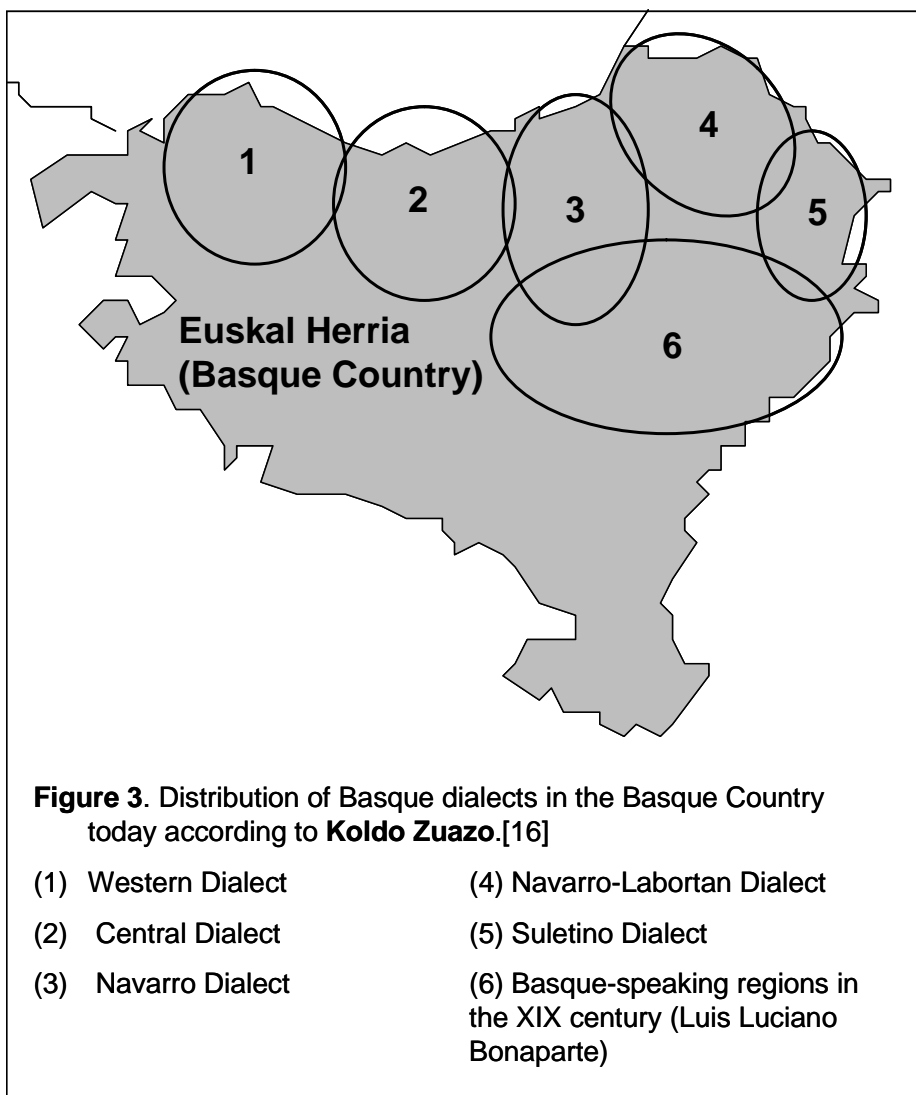 1
2
3
4
5
6
Euskal Herria
(Basque Country)
Figure 3. Distribution of Basque dialects in the Basque Country
today according to Koldo Zuazo.[16]
(1) Western Dialect
(2) Central Dialect
(3) Navarro Dialect
(4) Navarro-Labortan Dialect
(5) Suletino Dialect
(6) Basque-speaking regions in
the XIX century (Luis Luciano
Bonaparte)